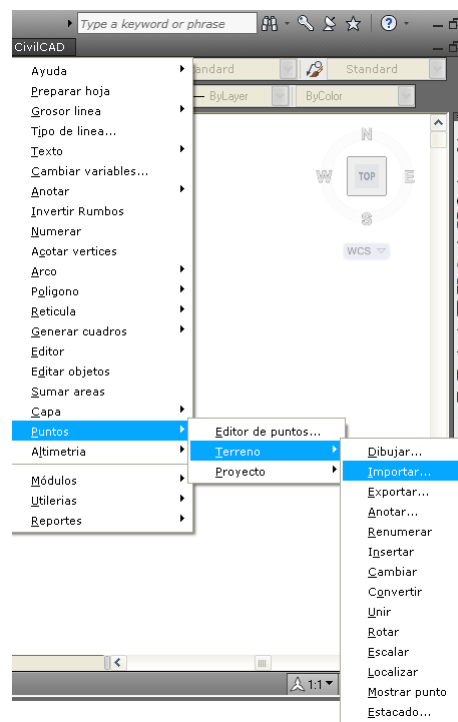 Type a keyword or phrase
CivilCAD
Ayuda
Preparar hoja
Grosor linea
Tipo de linea...
Texto
Cambiar variables...
Anotar
Invertir Rumbos
Numerar
Acotar vertices
Arco
Poligono
Reticula
Generar cuadros
Editor
Editar objetos
Sumar areas
Capa
Puntos
Altimetria
Módulos
Utilerias
Reportes
andard
Standard
ByLayer
ByColor
N
W
TOP
E
S
WCS
Editor de puntos...
Terreno
Proyecto
Dibujar...
Importar...
Exportar...
Anotar...
Renumerar
Insertar
Cambiar
Convertir
Unir
Rotar
Escalar
Localizar
Mostrar punto
Estacado...
1:1